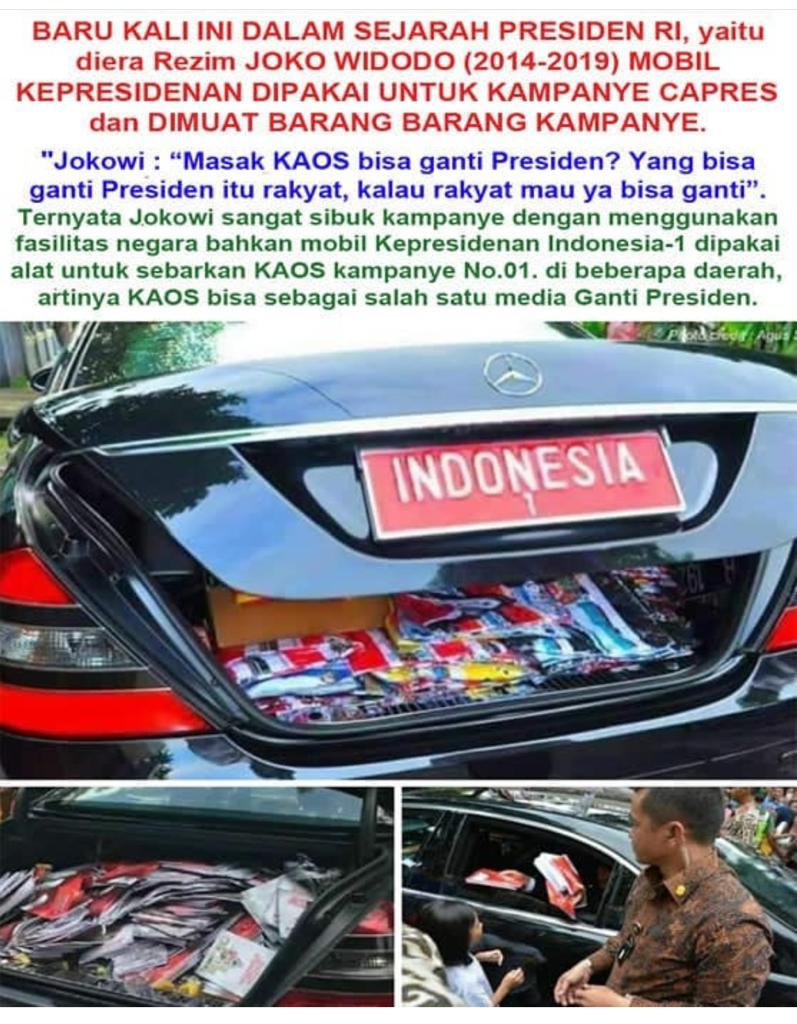 BARU KALI INI DALAM SEJARAH PRESIDEN RI, yaitu
diera Rezim JOKO WIDODO (2014-2019) MOBIL
KEPRESIDENAN DIPAKAI UNTUK KAMPANYE CAPRES
dan DIMUAT BARANG BARANG KAMPANYE.
"Jokowi : “Masak KAOS bisa ganti Presiden? Yang bisa
ganti Presiden itu rakyat, kalau rakyat mau ya bisa ganti”.
Ternyata Jokowi sangat sibuk kampanye dengan menggunakan
fasilitas negara bahkan mobil Kepresidenan Indonesia-1 dipakai
alat untuk sebarkan KAOS kampanye No.01. di beberapa daerah,
artinya KAOS bisa sebagai salah satu media Ganti Presiden.
Photo credit : Agus S
INDONESIA
1